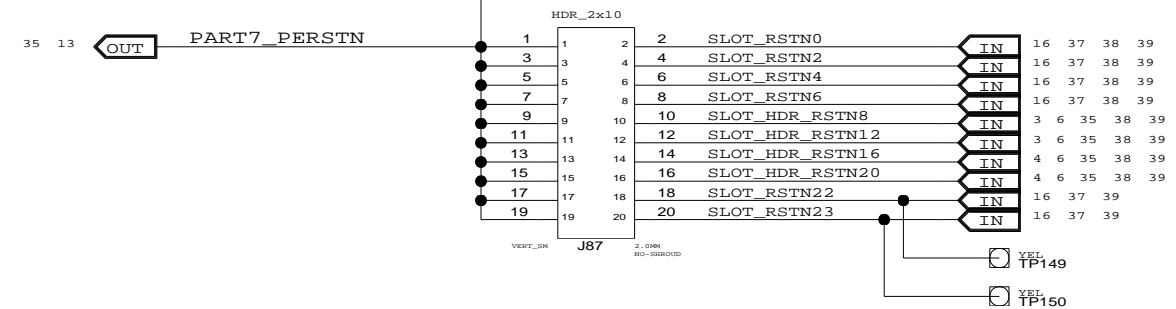 HDR_2x10
35 13 OUT PART7_PERSTN 1 1 2 2 SLOT_RSTN0 IN 16 37 38 39
3 3 4 4 SLOT_RSTN2 IN 16 37 38 39
5 5 6 6 SLOT_RSTN4 IN 16 37 38 39
7 7 8 8 SLOT_RSTN6 IN 16 37 38 39
9 9 10 10 SLOT_HDR_RSTN8 IN 3 6 35 38 39
11 11 12 12 SLOT_HDR_RSTN12 IN 3 6 35 38 39
13 13 14 14 SLOT_HDR_RSTN16 IN 4 6 35 38 39
15 15 16 16 SLOT_HDR_RSTN20 IN 4 6 35 38 39
17 17 18 18 SLOT_RSTN22 IN 16 37 39
19 19 20 20 SLOT_RSTN23 IN 16 37 39
VERT_SM J87 2.0MM
NO-SHROUD
YEL
TP149
YEL
TP150